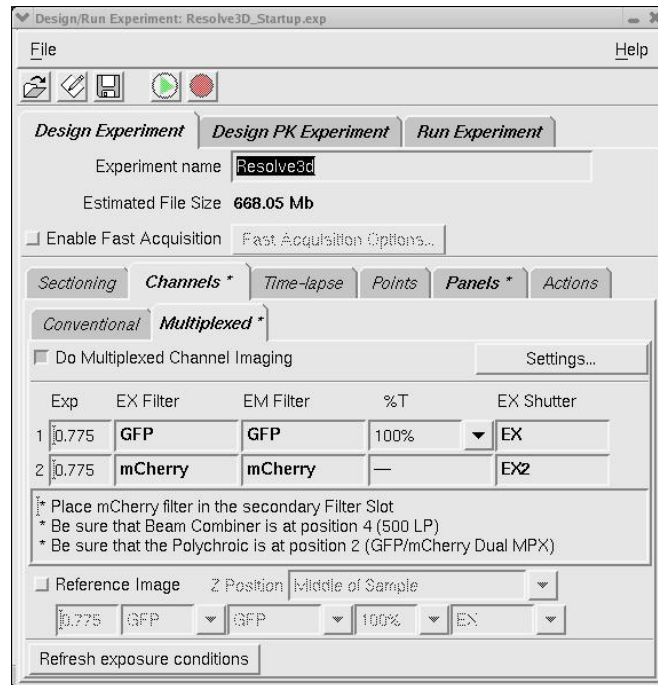 Design/Run Experiment: Resolve3D_Startup.exp
File Help
Design Experiment Design PK Experiment Run Experiment
Experiment name Resolve3d
Estimated File Size 668.05 Mb
Enable Fast Acquisition Fast Acquisition Options...
Sectioning Channels * Time-lapse Points Panels * Actions
Conventional Multiplexed *
Do Multiplexed Channel Imaging Settings...
Exp EX Filter EM Filter %T EX Shutter
1 0.775 GFP GFP 100% EX
2 0.775 mCherry mCherry — EX2
* Place mCherry filter in the secondary Filter Slot
* Be sure that Beam Combiner is at position 4 (500 LP)
* Be sure that the Polychroic is at position 2 (GFP/mCherry Dual MPX)
Reference Image Z Position Middle of Sample
0.775 GFP GFP 100% EX
Refresh exposure conditions